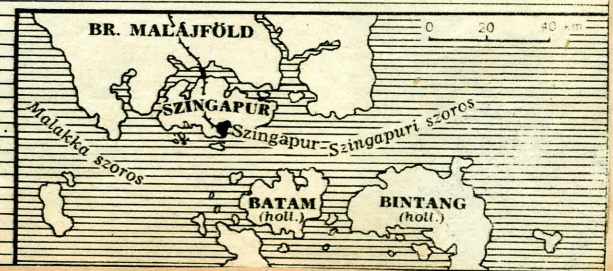 BR. MALÁJFÖLD
0 20 40 km
SZINGAPUR
Szingapur
Szingapuri szoros
Malakka szoros
BATAM
(holl.)
BINTANG
(holl.)